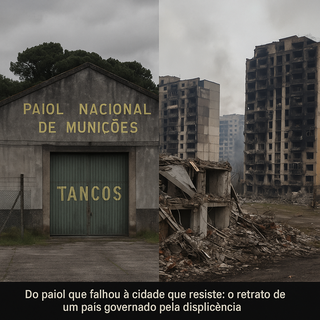 PAIOL NACIONAL
DE MUNIÇÕES
TANCOS
Do paiol que falhou à cidade que resiste: o retrato de
um país governado pela displicência